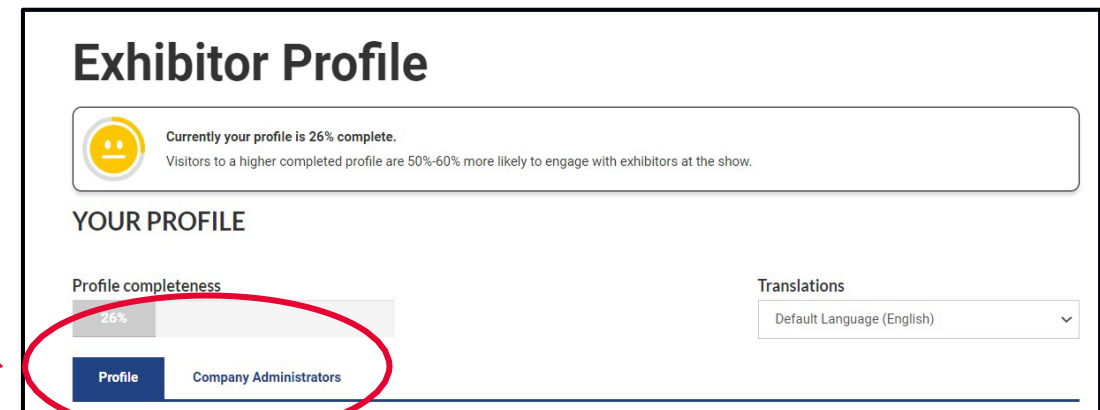 Exhibitor Profile
Currently your profile is 26% complete.
Visitors to a higher completed profile are 50%-60% more likely to engage with exhibitors at the show.
YOUR PROFILE
Profile completeness
26%
Translations
Default Language (English)
Profile
Company Administrators